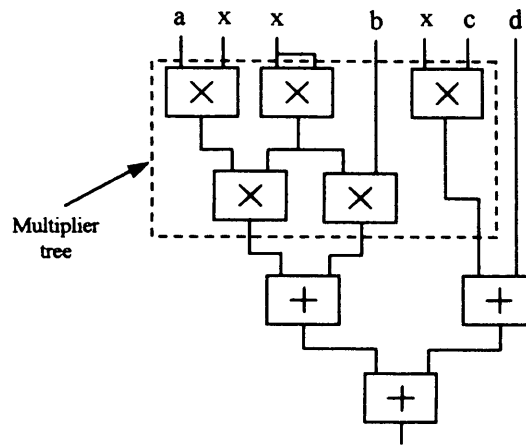 a x x b x c d
× × ×
× ×
Multiplier
tree
+ +
+